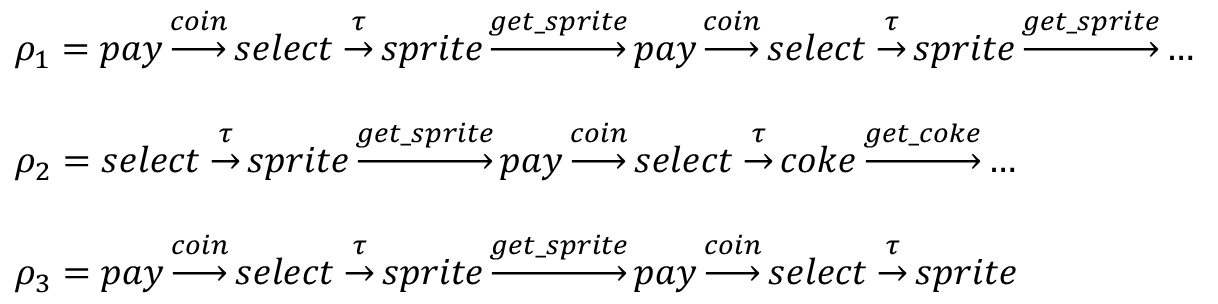 ρ₁ = pay —coin→ select —τ→ sprite —get_sprite→ pay —coin→ select —τ→ sprite —get_sprite→ ...
ρ₂ = select —τ→ sprite —get_sprite→ pay —coin→ select —τ→ coke —get_coke→ ...
ρ₃ = pay —coin→ select —τ→ sprite —get_sprite→ pay —coin→ select —τ→ sprite